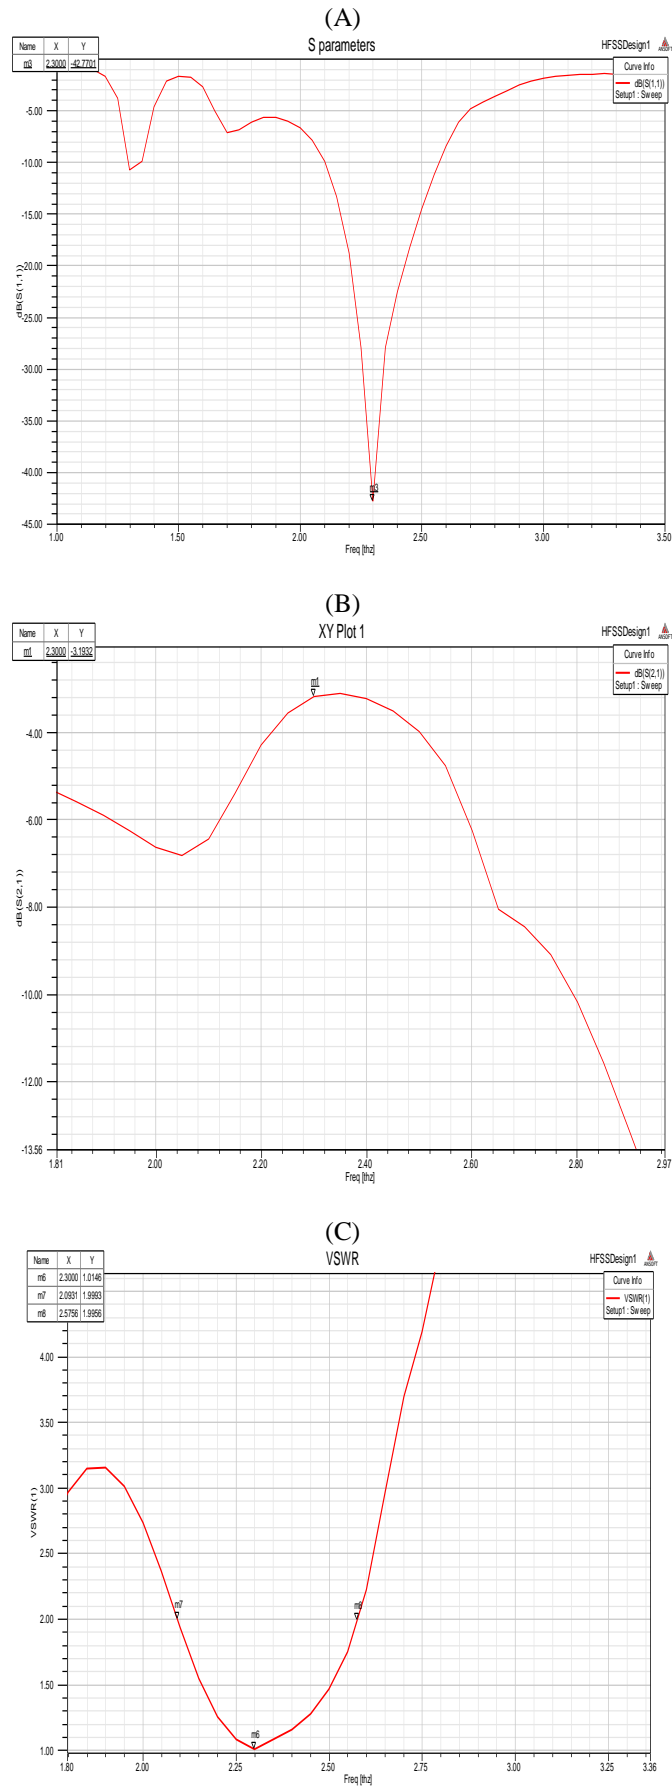 (A)
S parameters
HFSSDesign1
ANSOFT
Name X Y
m3 2.3000 -42.7701
Curve Info
dB(S(1,1))
Setup1 : Sweep
-5.00
-10.00
-15.00
-20.00
-25.00
-30.00
-35.00
-40.00
-45.00
dB(S(1,1))
m3
1.00 1.50 2.00 2.50 3.00 3.50
Freq [thz]
(B)
XY Plot 1
HFSSDesign1
ANSOFT
Name X Y
m1 2.3000 -3.1932
Curve Info
dB(S(2,1))
Setup1 : Sweep
m1
-4.00
-6.00
-8.00
-10.00
-12.00
-13.56
dB(S(2,1))
1.81 2.00 2.20 2.40 2.60 2.80 2.97
Freq [thz]
(C)
VSWR
HFSSDesign1
ANSOFT
Name X Y
m6 2.3000 1.0146
m7 2.0931 1.9993
m8 2.5756 1.9956
Curve Info
VSWR(1)
Setup1 : Sweep
4.00
3.50
3.00
2.50
2.00
1.50
1.00
VSWR(1)
m7
m8
m6
1.80 2.00 2.25 2.50 2.75 3.00 3.25 3.36
Freq [thz]